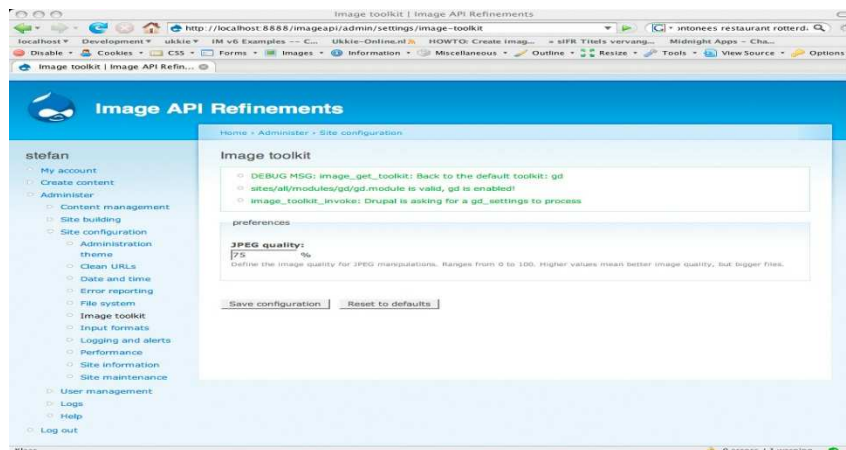 Image toolkit | Image API Refinements
http://localhost:8888/imageapi/admin/settings/image-toolkit
restaurant rotterd
localhost Development ukkie IM v6 Examples -- C... Ukkie-Online.nl HOWTO: Create Imag... sIFR Titels vervang... Midnight Apps - Cha...
Disable Cookies CSS Forms Images Information Miscellaneous Outline Resize Tools View Source Options
Image toolkit | Image API Refin...
Image API Refinements
Home » Administer » Site configuration
stefan
My account
Create content
Administer
Content management
Site building
Site configuration
Administration
theme
Clean URLs
Date and time
Error reporting
File system
Image toolkit
Input formats
Logging and alerts
Performance
Site information
Site maintenance
User management
Logs
Help
Log out
Image toolkit
DEBUG MSG: image_get_toolkit: Back to the default toolkit: gd
sites/all/modules/gd/gd.module is valid, gd is enabled!
image_toolkit_invoke: Drupal is asking for a gd_settings to process
preferences
JPEG quality:
75 %
Define the image quality for JPEG manipulations. Ranges from 0 to 100. Higher values mean better image quality, but bigger files.
Save configuration Reset to defaults